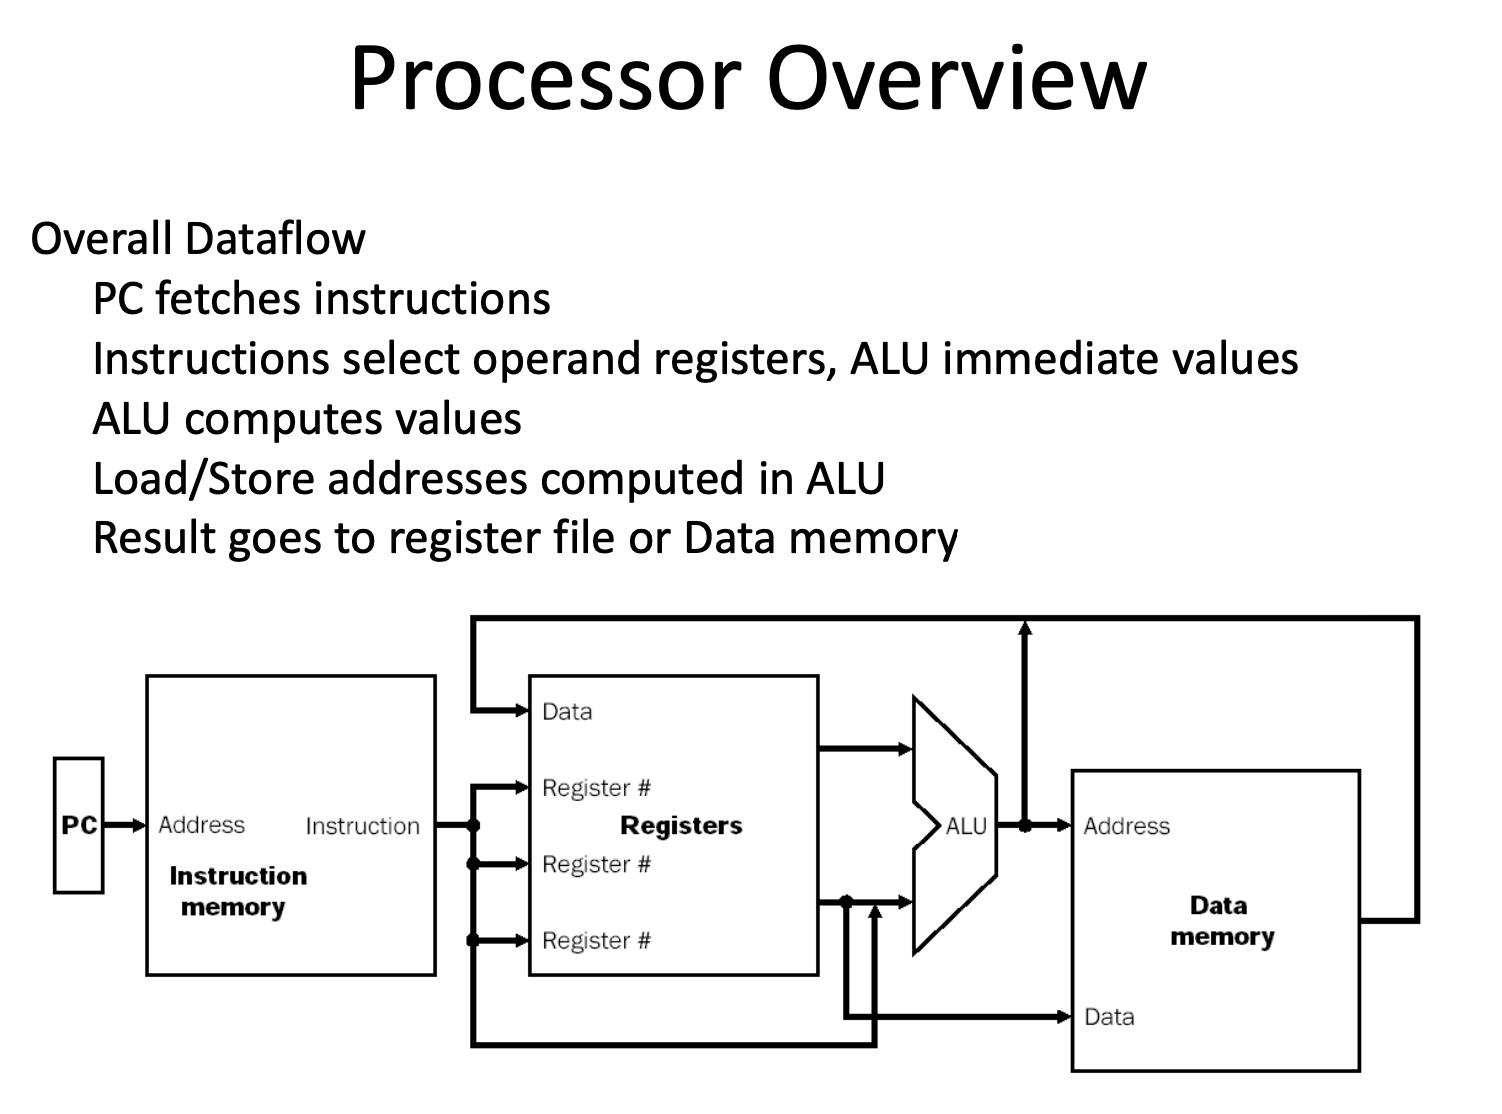 Processor Overview
Overall Dataflow
PC fetches instructions
Instructions select operand registers, ALU immediate values
ALU computes values
Load/Store addresses computed in ALU
Result goes to register file or Data memory
PC
Address
Instruction
Instruction
memory
Data
Register #
Registers
Register #
Register #
ALU
Address
Data
memory
Data